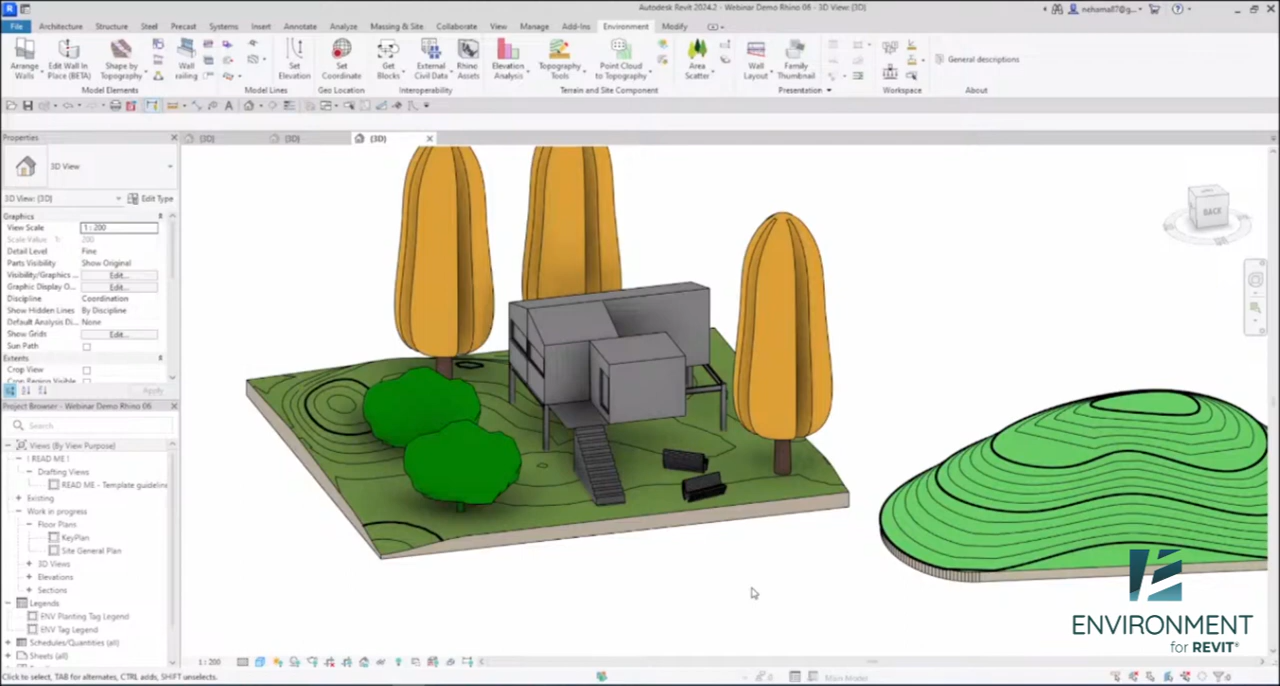 Autodesk Revit 2024.2 - Webinar Demo Rhino 06 - 3D View: {3D}
nehama87@g...
File Architecture Structure Steel Precast Systems Insert Annotate Analyze Massing & Site Collaborate View Manage Add-Ins Environment Modify
Arrange Walls
Edit Wall In Place (BETA)
Shape by Topography
Wall railing
Set Elevation
Set Coordinate
Get Blocks
External Civil Data
Rhino Assets
Elevation Analysis
Topography Tools
Point Cloud to Topography
Area Scatter
Wall Layout
Family Thumbnail
General descriptions
Model Elements Model Lines Geo Location Interoperability Terrain and Site Component Presentation Workspace About
Properties
{3D} {3D} {3D}
3D View
3D View: {3D} Edit Type
Graphics
View Scale 1 : 200
Scale Value 1: 200
Detail Level Fine
Parts Visibility Show Original
Visibility/Graphics ... Edit...
Graphic Display O... Edit...
Discipline Coordination
Show Hidden Lines By Discipline
Default Analysis Di... None
Show Grids Edit...
Sun Path
Extents
Crop View
Crop Region Visible
Apply
Project Browser - Webinar Demo Rhino 06
Search
Views (By View Purpose)
! READ ME !
Drafting Views
READ ME - Template guideline
Existing
Work in progress
Floor Plans
KeyPlan
Site General Plan
3D Views
Elevations
Sections
Legends
ENV Planting Tag Legend
ENV Tag Legend
Schedules/Quantities (all)
Sheets (all)
BACK
ENVIRONMENT
for REVIT®
1 : 200
Click to select, TAB for alternates, CTRL adds, SHIFT unselects.
Main Model